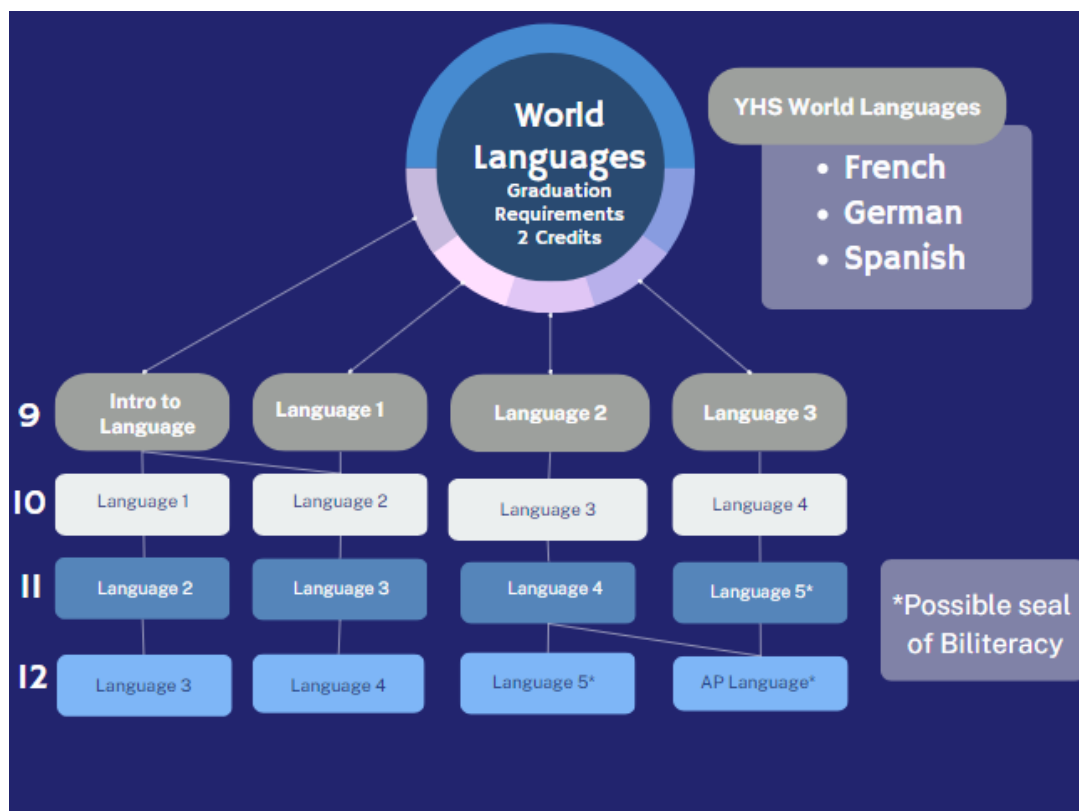 World
Languages
Graduation
Requirements
2 Credits
YHS World Languages
• French
• German
• Spanish
9
Intro to
Language
Language 1
Language 2
Language 3
10
Language 1
Language 2
Language 3
Language 4
11
Language 2
Language 3
Language 4
Language 5*
*Possible seal
of Biliteracy
12
Language 3
Language 4
Language 5*
AP Language*